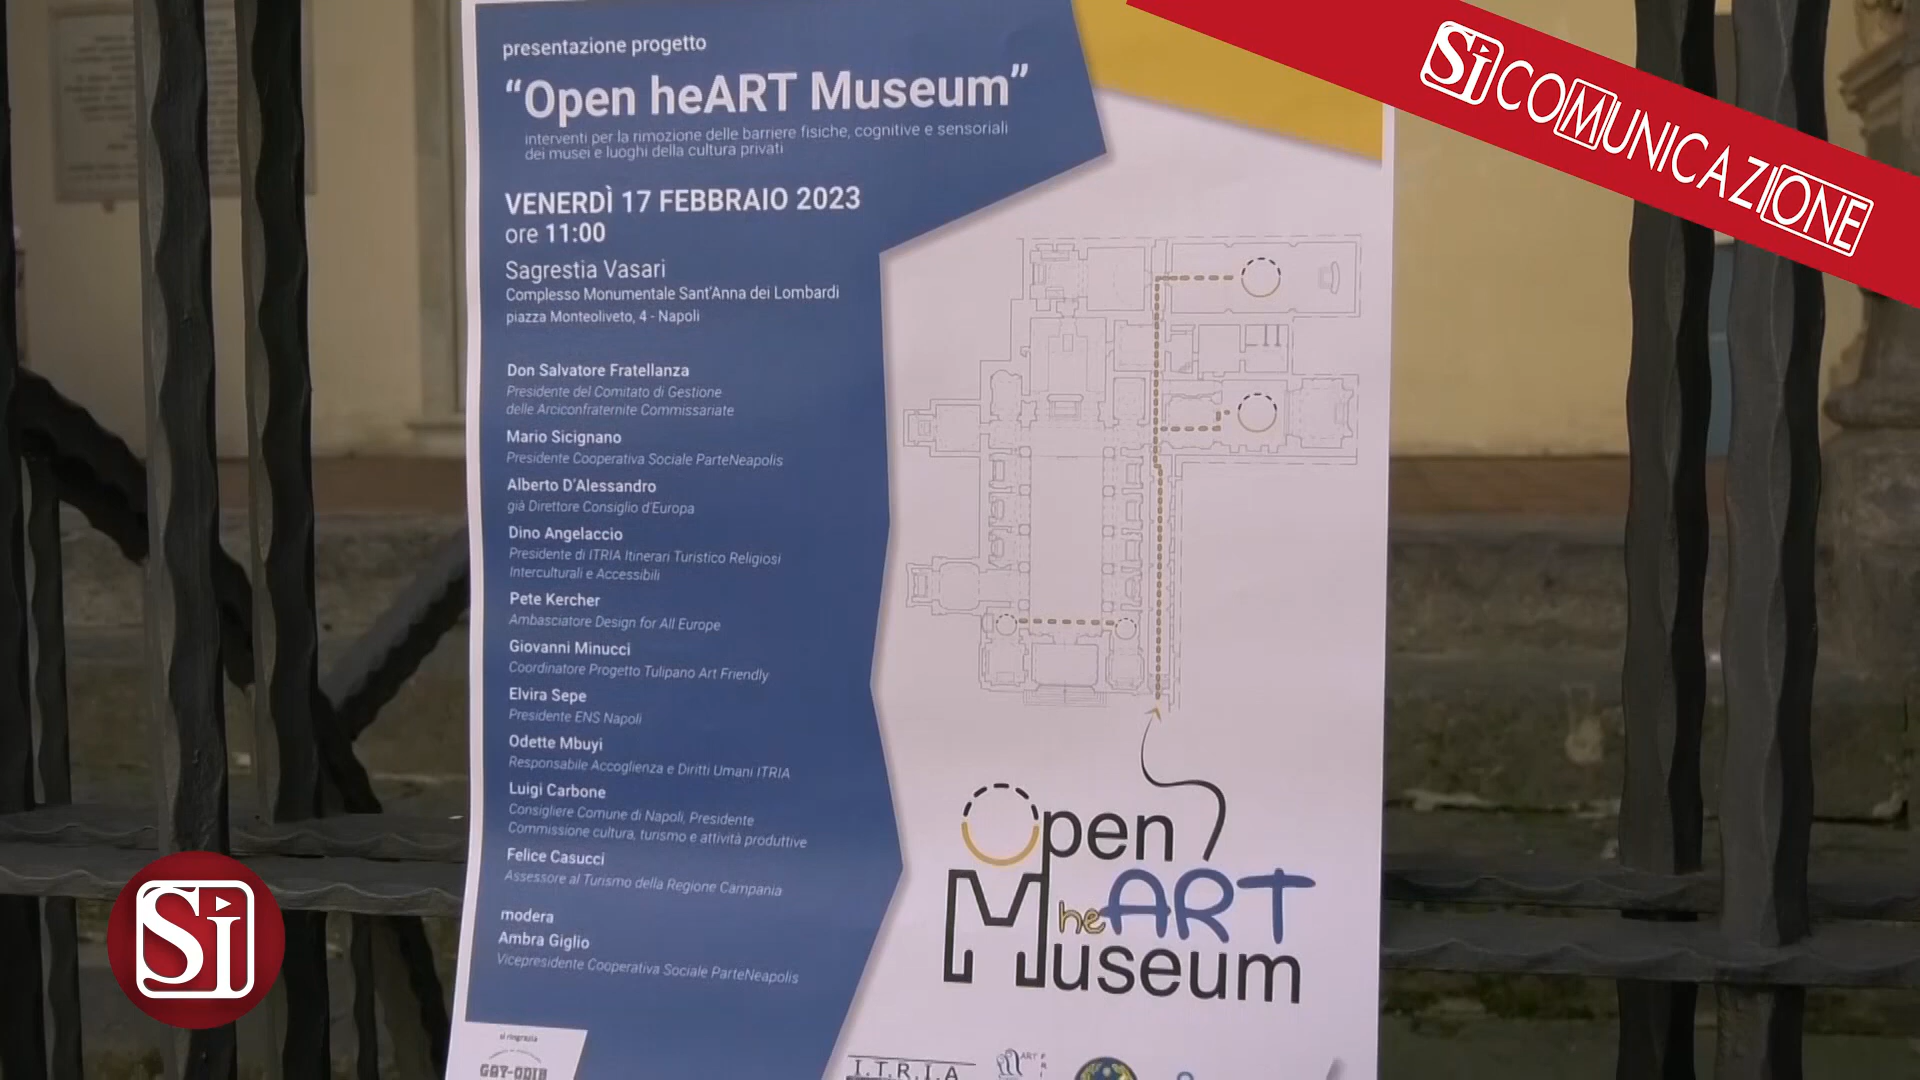 presentazione progetto
“Open heART Museum”
interventi per la rimozione delle barriere fisiche, cognitive e sensoriali
dei musei e luoghi della cultura privati
VENERDÌ 17 FEBBRAIO 2023
ore 11:00
Sagrestia Vasari
Complesso Monumentale Sant'Anna dei Lombardi
piazza Monteoliveto, 4 - Napoli
Don Salvatore Fratellanza
Presidente del Comitato di Gestione
delle Arciconfraternite Commissariate
Mario Sicignano
Presidente Cooperativa Sociale ParteNeapolis
Alberto D'Alessandro
già Direttore Consiglio d'Europa
Dino Angelaccio
Presidente di ITRIA Itinerari Turistico Religiosi
Interculturali e Accessibili
Pete Kercher
Ambasciatore Design for All Europe
Giovanni Minucci
Coordinatore Progetto Tulipano Art Friendly
Elvira Sepe
Presidente ENS Napoli
Odette Mbuyi
Responsabile Accoglienza e Diritti Umani ITRIA
Luigi Carbone
Consigliere Comune di Napoli, Presidente
Commissione cultura, turismo e attività produttive
Felice Casucci
Assessore al Turismo della Regione Campania
modera
Ambra Giglio
Vicepresidente Cooperativa Sociale ParteNeapolis
si ringrazia
GAY-ODIN
Open
heART
Museum
I.T.R.I.A
ART
Sì COMUNICAZIONE
Sì